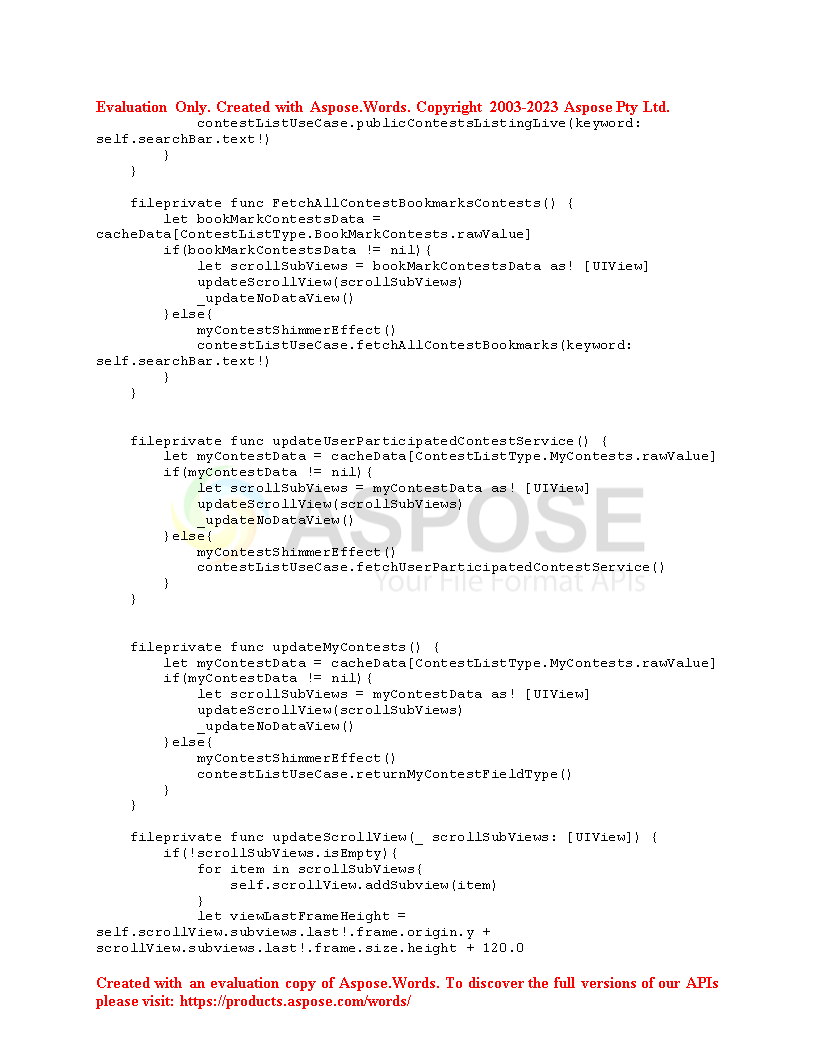 Evaluation Only. Created with Aspose.Words. Copyright 2003-2023 Aspose Pty Ltd.
            contestListUseCase.publicContestsListingLive(keyword:
self.searchBar.text!)
        }
    }

    fileprivate func FetchAllContestBookmarksContests() {
        let bookMarkContestsData =
cacheData[ContestListType.BookMarkContests.rawValue]
        if(bookMarkContestsData != nil){
            let scrollSubViews = bookMarkContestsData as! [UIView]
            updateScrollView(scrollSubViews)
            _updateNoDataView()
        }else{
            myContestShimmerEffect()
            contestListUseCase.fetchAllContestBookmarks(keyword:
self.searchBar.text!)
        }
    }

    fileprivate func updateUserParticipatedContestService() {
        let myContestData = cacheData[ContestListType.MyContests.rawValue]
        if(myContestData != nil){
            let scrollSubViews = myContestData as! [UIView]
            updateScrollView(scrollSubViews)
            _updateNoDataView()
        }else{
            myContestShimmerEffect()
            contestListUseCase.fetchUserParticipatedContestService()
        }
    }
ASPOSE
Your File Format APIs

    fileprivate func updateMyContests() {
        let myContestData = cacheData[ContestListType.MyContests.rawValue]
        if(myContestData != nil){
            let scrollSubViews = myContestData as! [UIView]
            updateScrollView(scrollSubViews)
            _updateNoDataView()
        }else{
            myContestShimmerEffect()
            contestListUseCase.returnMyContestFieldType()
        }
    }

    fileprivate func updateScrollView(_ scrollSubViews: [UIView]) {
        if(!scrollSubViews.isEmpty){
            for item in scrollSubViews{
                self.scrollView.addSubview(item)
            }
            let viewLastFrameHeight =
self.scrollView.subviews.last!.frame.origin.y +
scrollView.subviews.last!.frame.size.height + 120.0

Created with an evaluation copy of Aspose.Words. To discover the full versions of our APIs
please visit: https://products.aspose.com/words/